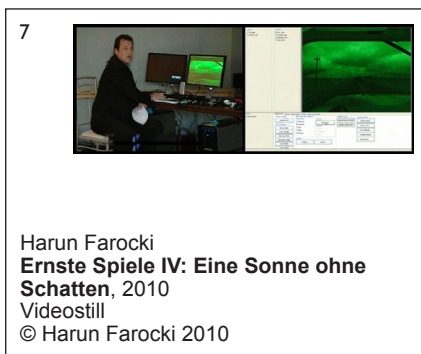 7
Harun Farocki
Ernste Spiele IV: Eine Sonne ohne
Schatten, 2010
Videostill
© Harun Farocki 2010